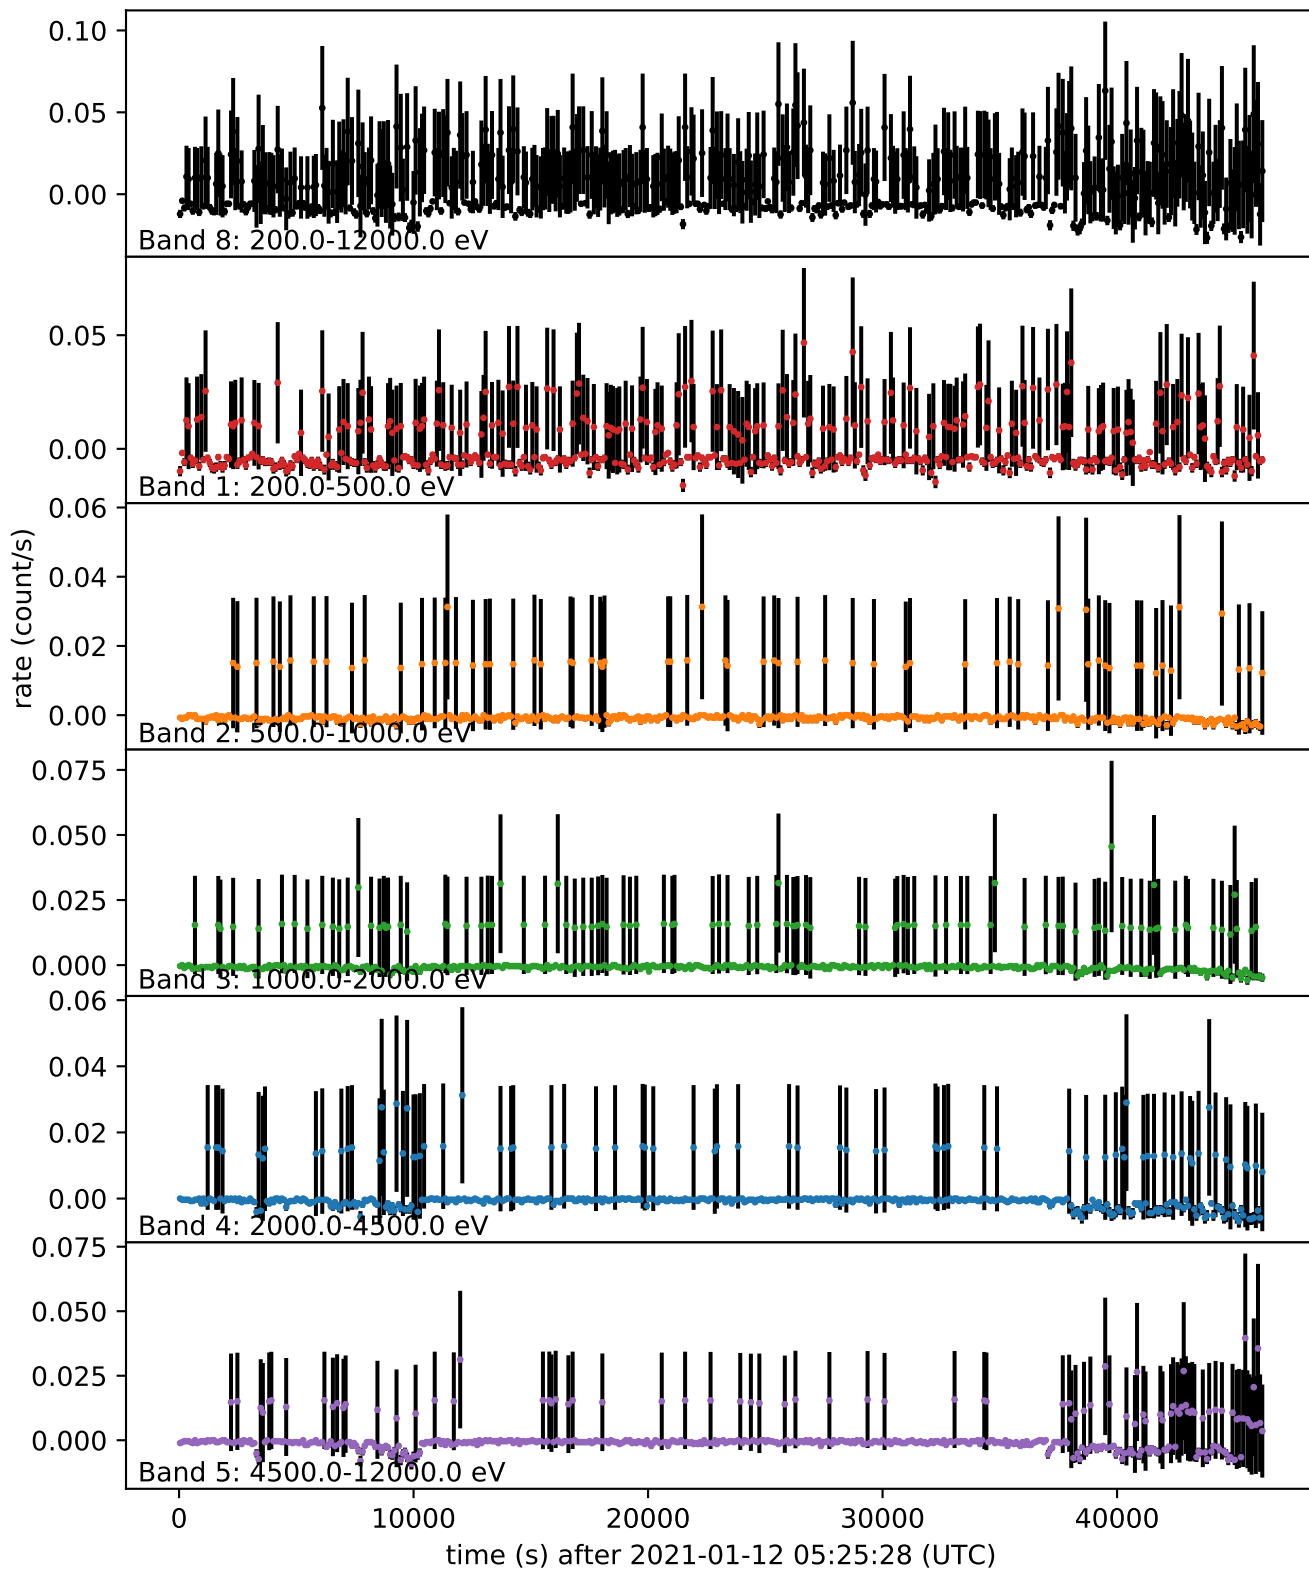 0.10
0.05
0.00
Band 8: 200.0-12000.0 eV
0.05
0.00
Band 1: 200.0-500.0 eV
rate (count/s)
0.06
0.04
0.02
0.00
Band 2: 500.0-1000.0 eV
0.075
0.050
0.025
0.000
Band 3: 1000.0-2000.0 eV
0.06
0.04
0.02
0.00
Band 4: 2000.0-4500.0 eV
0.075
0.050
0.025
0.000
Band 5: 4500.0-12000.0 eV
0 10000 20000 30000 40000
time (s) after 2021-01-12 05:25:28 (UTC)